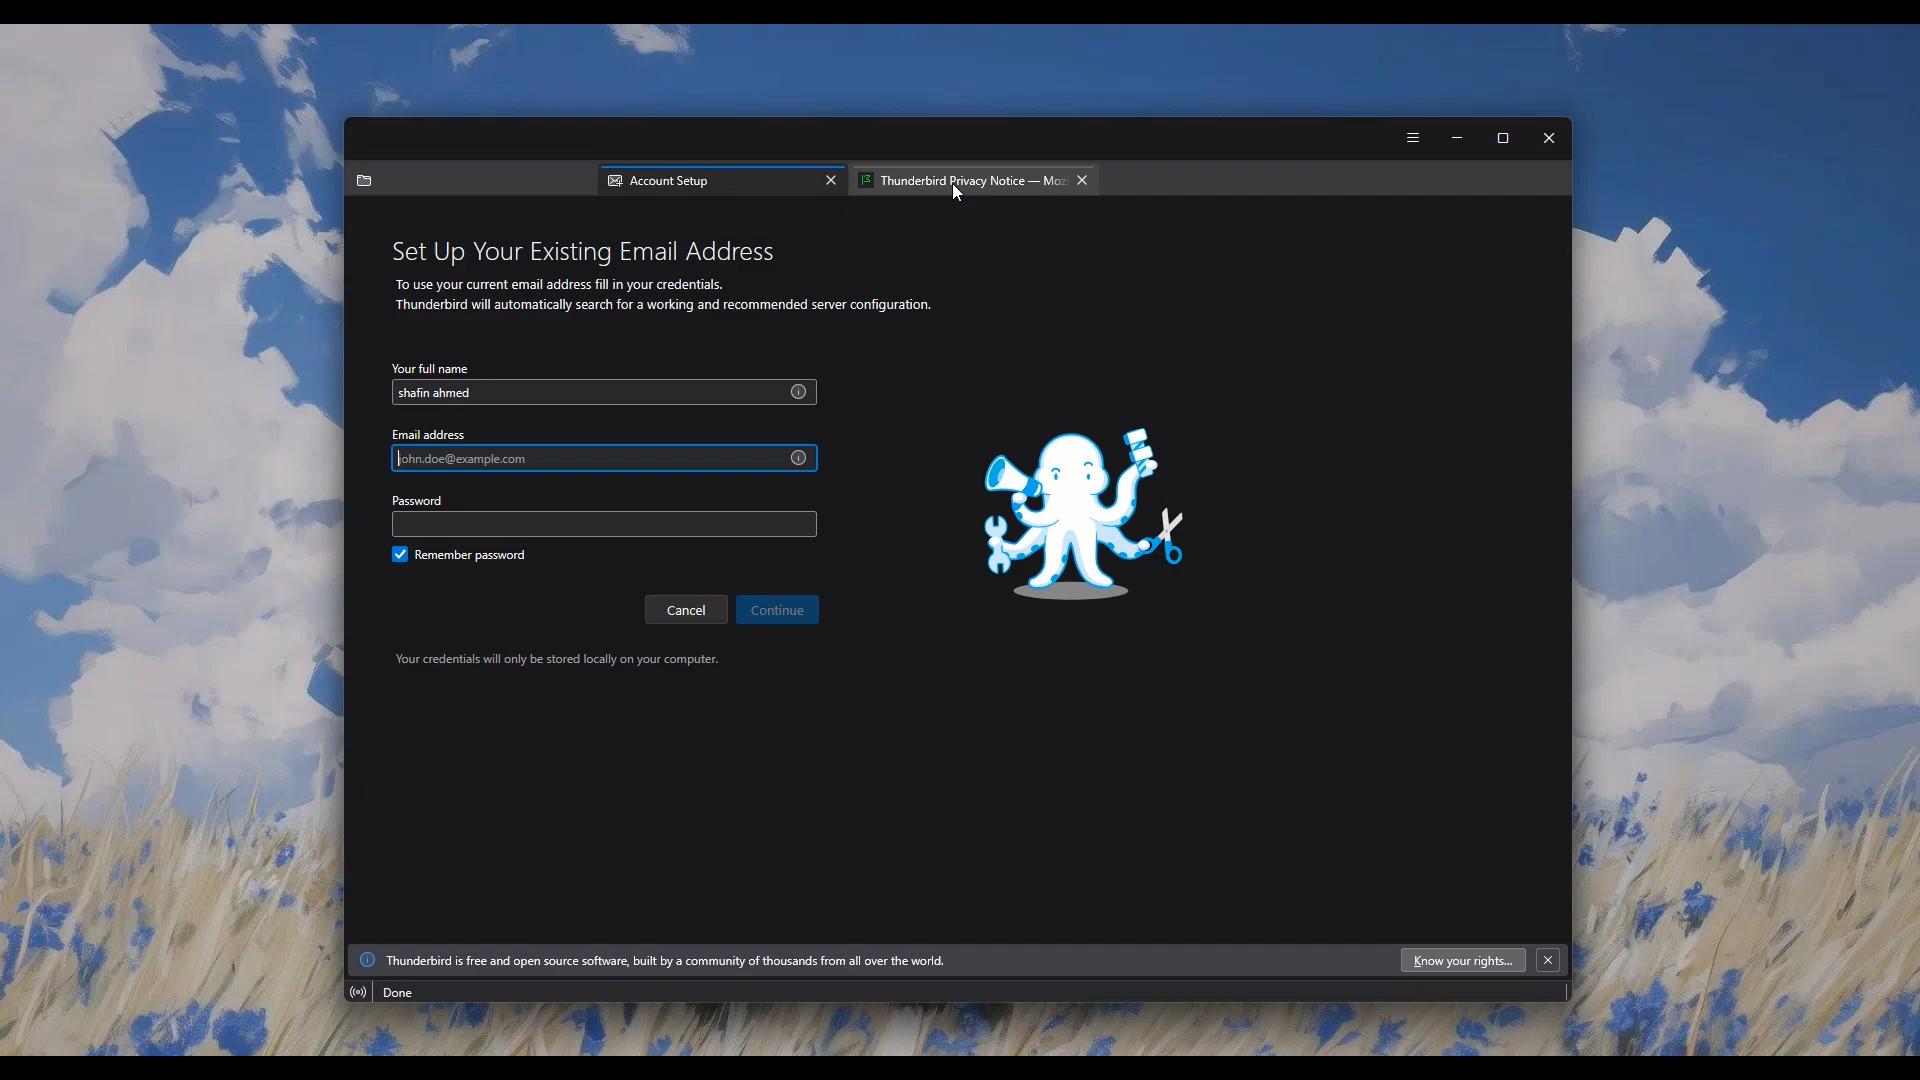 Account Setup
Thunderbird Privacy Notice — Moz
Set Up Your Existing Email Address
To use your current email address fill in your credentials.
Thunderbird will automatically search for a working and recommended server configuration.
Your full name
shafin ahmed
Email address
john.doe@example.com
Password
Remember password
Cancel
Continue
Your credentials will only be stored locally on your computer.
Thunderbird is free and open source software, built by a community of thousands from all over the world.
Know your rights...
Done